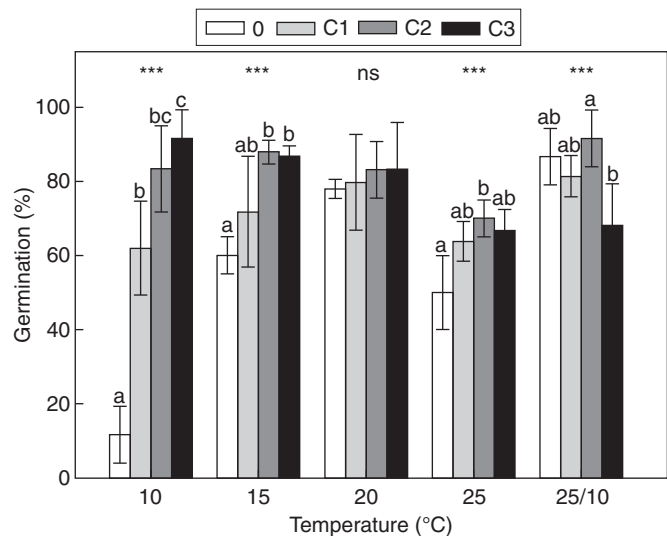 0 C1 C2 C3
*** *** ns *** ***
100
80
60
40
20
0
Germination (%)
a b bc c
a ab b b
a ab b ab
ab ab a b
10 15 20 25 25/10
Temperature (°C)